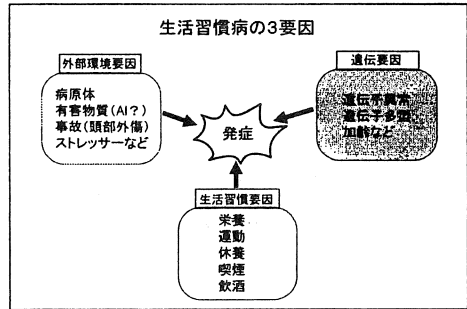 生活習慣病の3要因
外部環境要因
病原体
有害物質(Al?)
事故(頭部外傷)
ストレッサーなど
遺伝要因
遺伝子異常
遺伝子多型
加齢など
発症
生活習慣要因
栄養
運動
休養
喫煙
飲酒